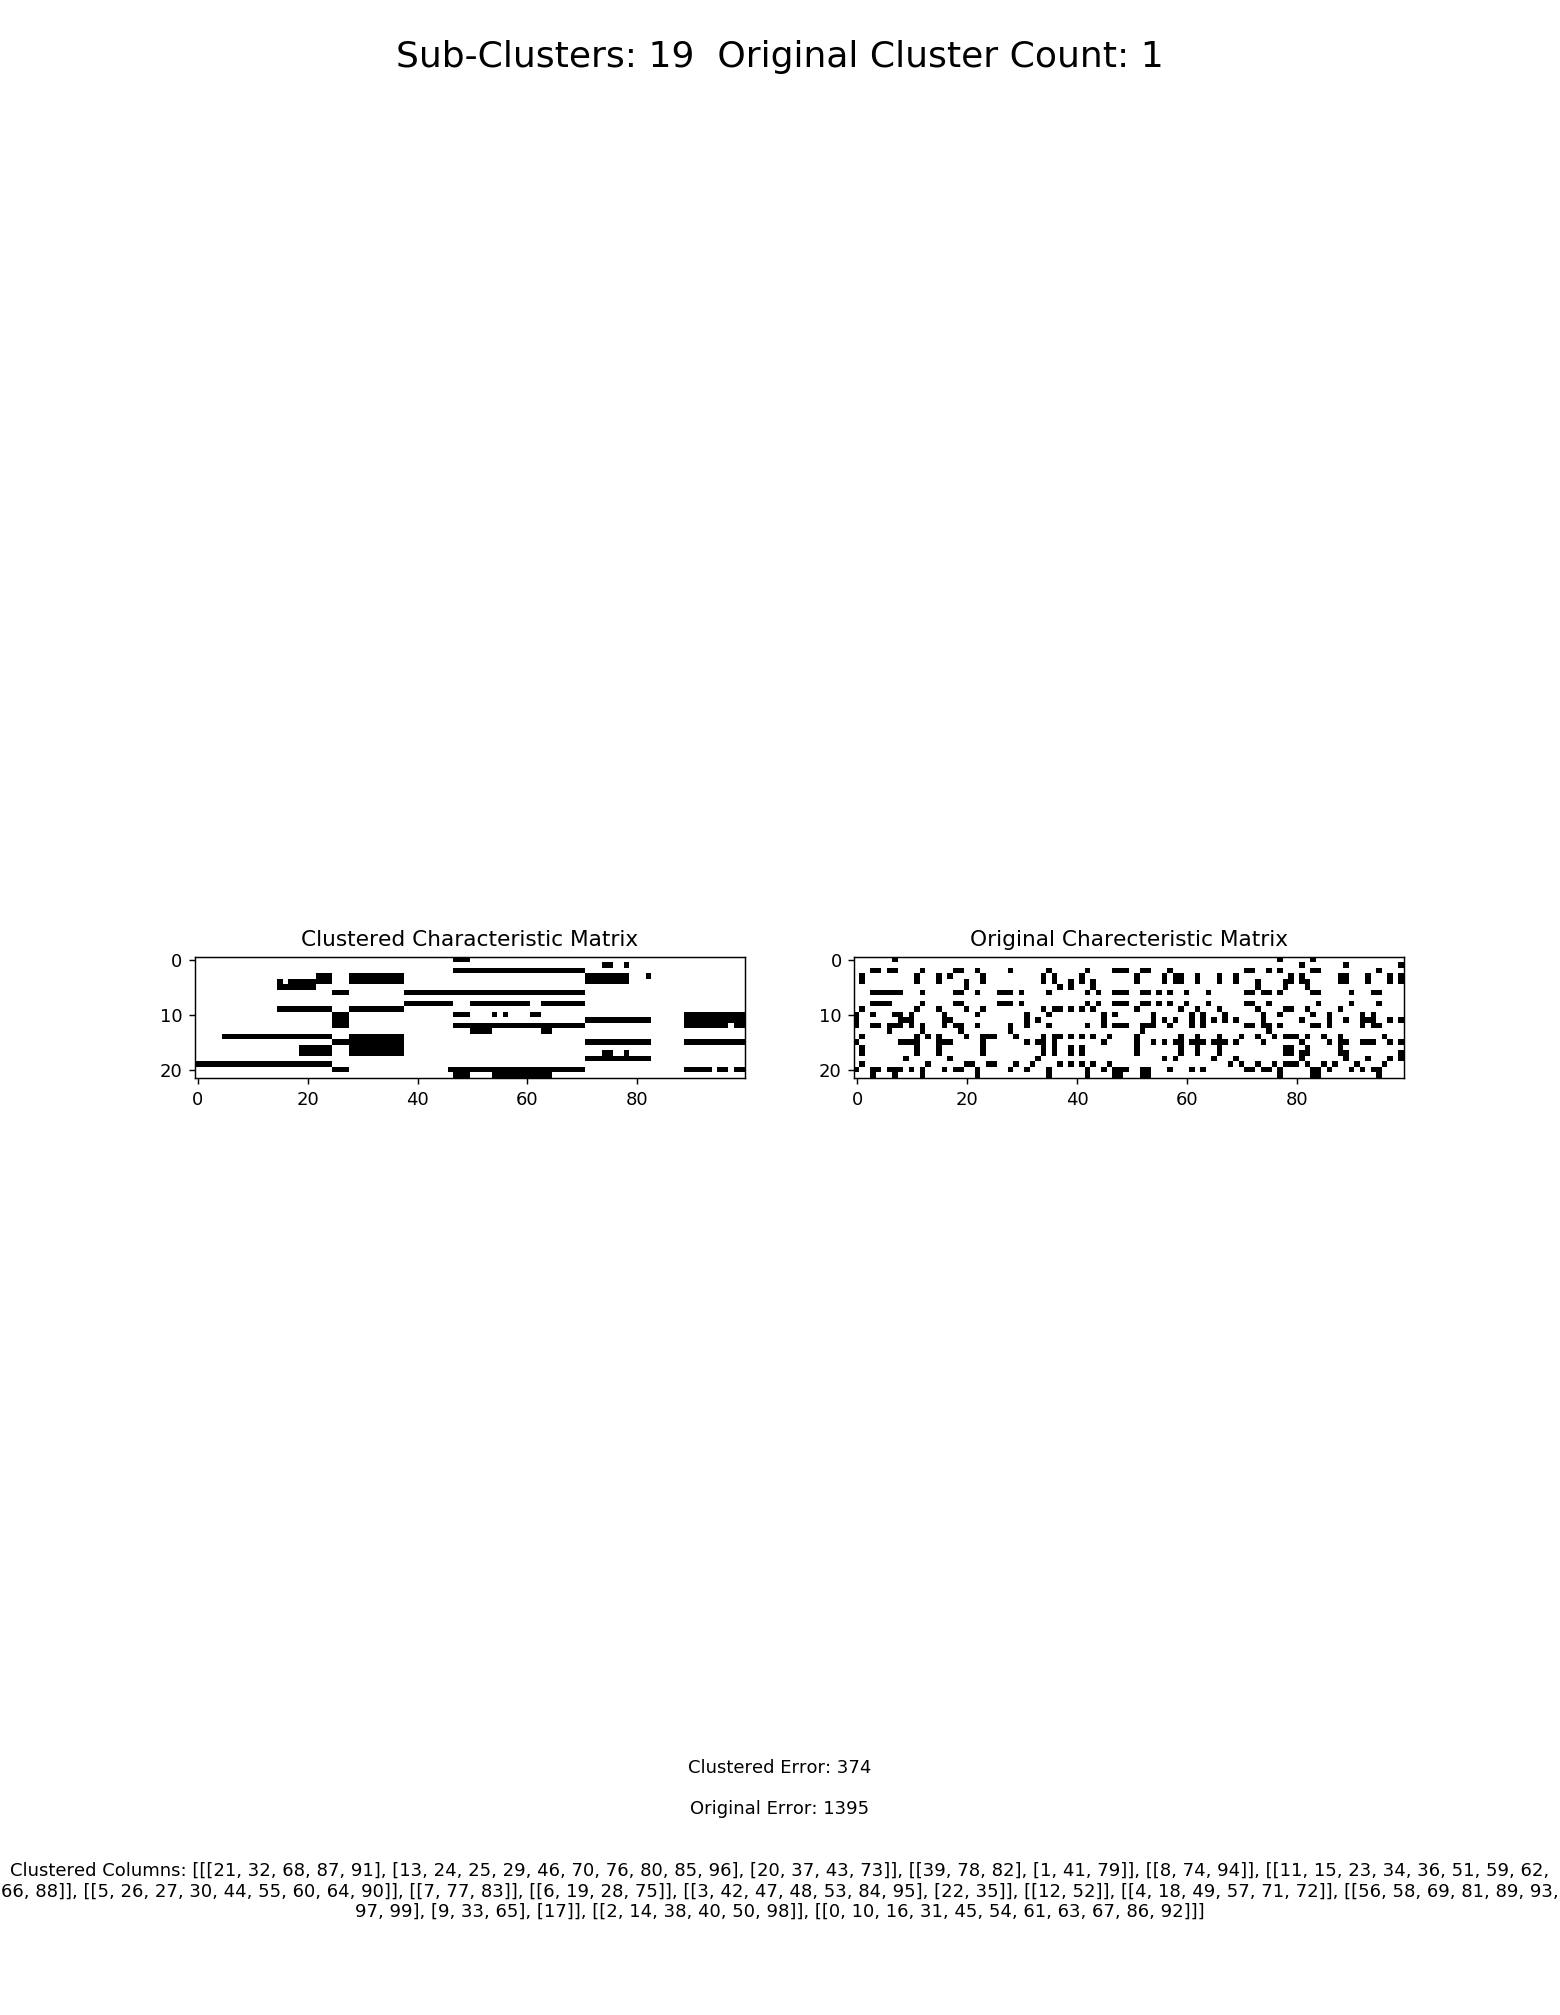 Sub-Clusters: 19  Original Cluster Count: 1
Clustered Characteristic Matrix
Original Charecteristic Matrix
0
10
20
0
20
40
60
80
0
10
20
0
20
40
60
80
Clustered Error: 374
Original Error: 1395
Clustered Columns: [[[21, 32, 68, 87, 91], [13, 24, 25, 29, 46, 70, 76, 80, 85, 96], [20, 37, 43, 73]], [[39, 78, 82], [1, 41, 79]], [[8, 74, 94]], [[11, 15, 23, 34, 36, 51, 59, 62,
66, 88]], [[5, 26, 27, 30, 44, 55, 60, 64, 90]], [[7, 77, 83]], [[6, 19, 28, 75]], [[3, 42, 47, 48, 53, 84, 95], [22, 35]], [[12, 52]], [[4, 18, 49, 57, 71, 72]], [[56, 58, 69, 81, 89, 93,
97, 99], [9, 33, 65], [17]], [[2, 14, 38, 40, 50, 98]], [[0, 10, 16, 31, 45, 54, 61, 63, 67, 86, 92]]]